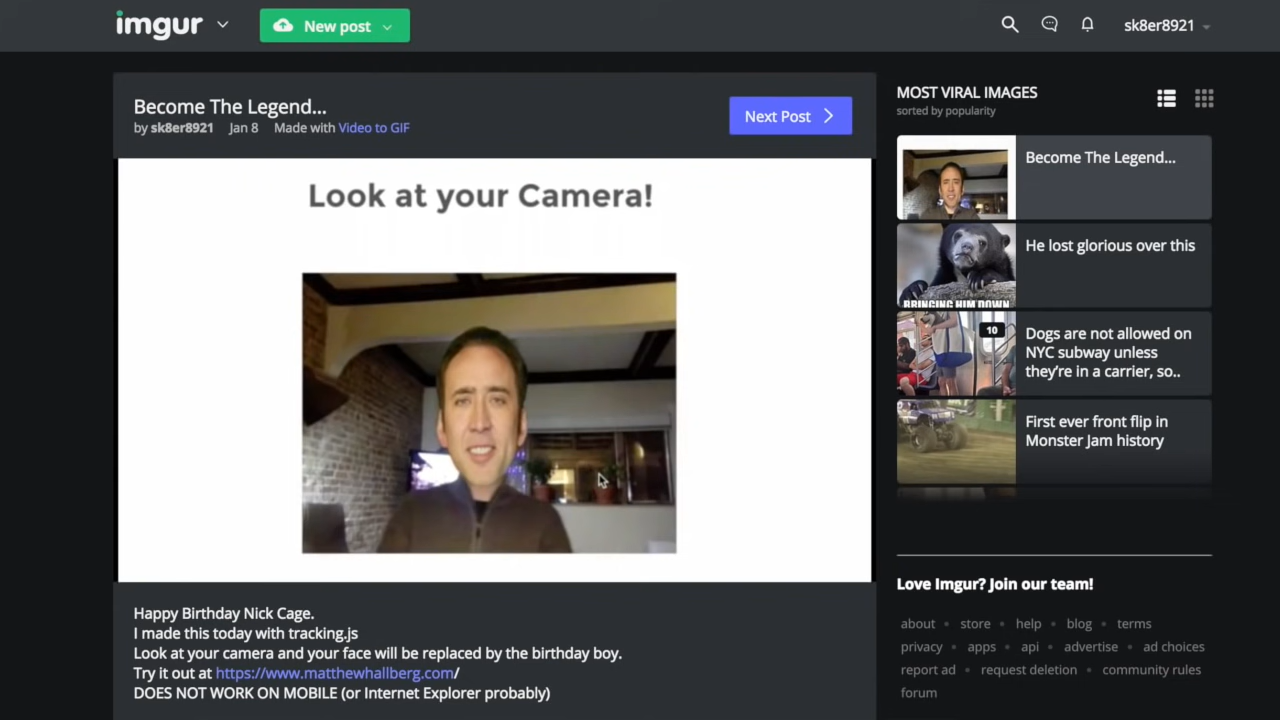 imgur
New post
sk8er8921
Become The Legend...
by sk8er8921 Jan 8 Made with Video to GIF
Next Post
Look at your Camera!
Happy Birthday Nick Cage.
I made this today with tracking.js
Look at your camera and your face will be replaced by the birthday boy.
Try it out at https://www.matthewhallberg.com/
DOES NOT WORK ON MOBILE (or Internet Explorer probably)
MOST VIRAL IMAGES
sorted by popularity
Become The Legend...
BRINGING HIM DOWN
He lost glorious over this
10
Dogs are not allowed on
NYC subway unless
they're in a carrier, so..
First ever front flip in
Monster Jam history
Love Imgur? Join our team!
about • store • help • blog • terms
privacy • apps • api • advertise • ad choices
report ad • request deletion • community rules
forum